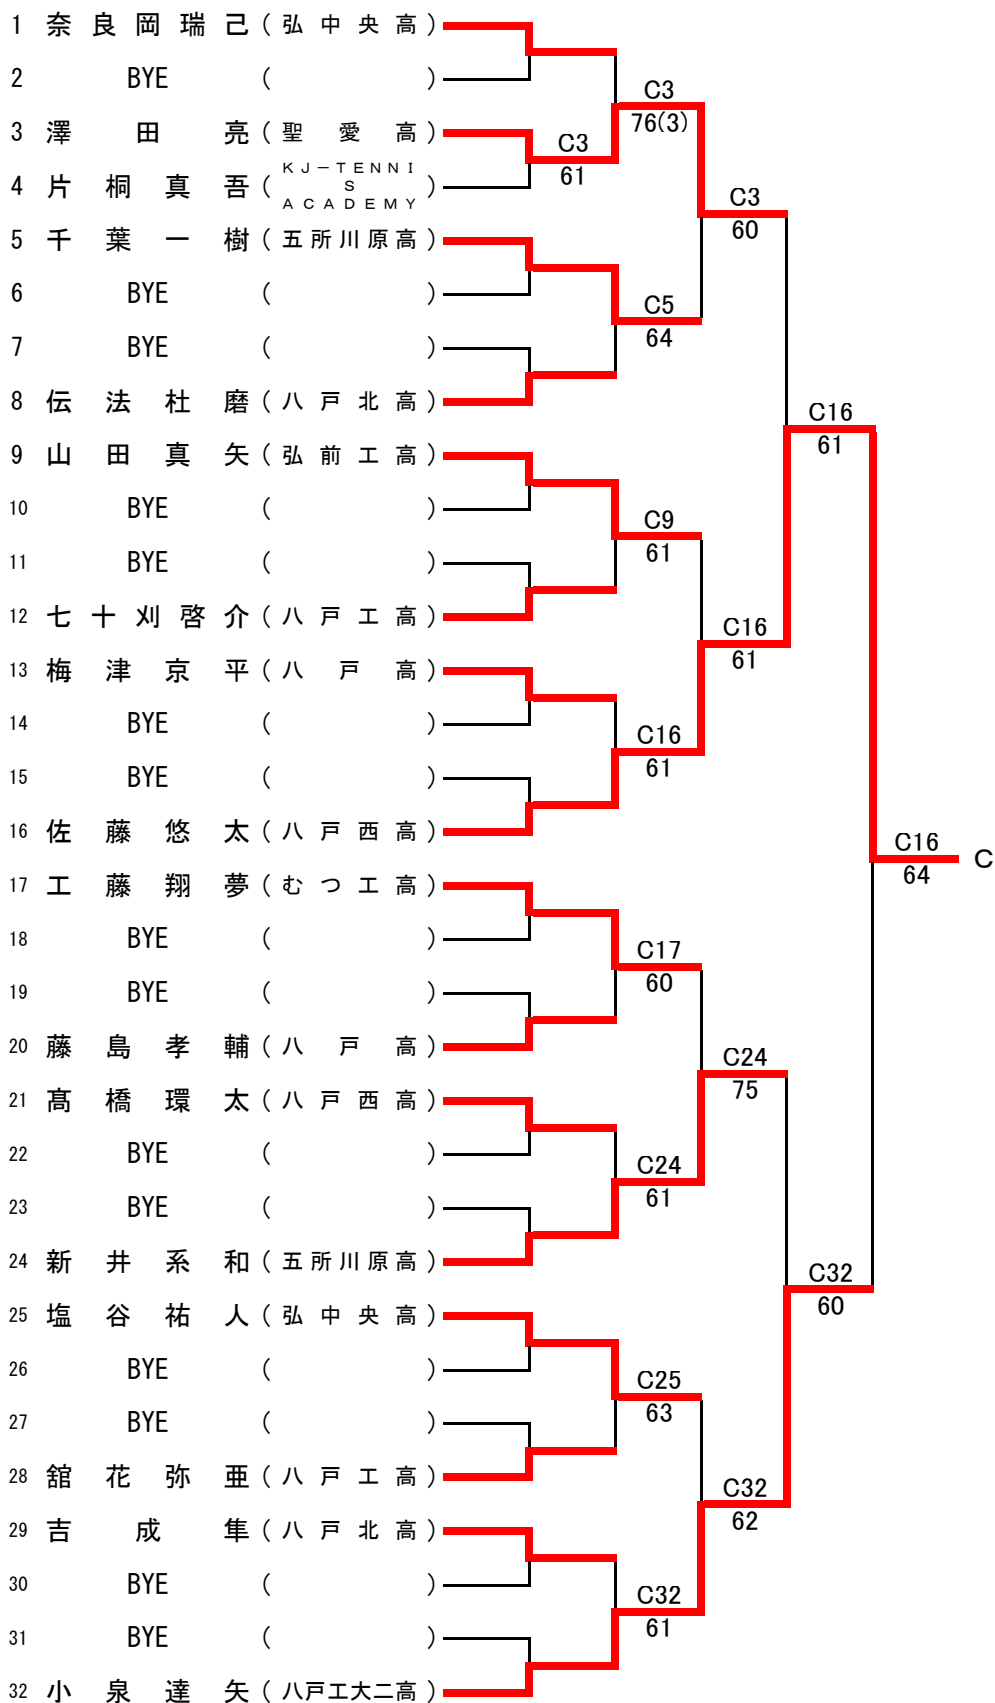 1 奈良岡瑞己 ( 弘中央高 )
2 BYE ( )
3 澤田亮 ( 聖愛高 )
4 片桐真吾 ( KJ－TENNIS ACADEMY )
5 千葉一樹 ( 五所川原高 )
6 BYE ( )
7 BYE ( )
8 伝法杜磨 ( 八戸北高 )
9 山田真矢 ( 弘前工高 )
10 BYE ( )
11 BYE ( )
12 七十刈啓介 ( 八戸工高 )
13 梅津京平 ( 八戸高 )
14 BYE ( )
15 BYE ( )
16 佐藤悠太 ( 八戸西高 )
17 工藤翔夢 ( むつ工高 )
18 BYE ( )
19 BYE ( )
20 藤島孝輔 ( 八戸高 )
21 髙橋環太 ( 八戸西高 )
22 BYE ( )
23 BYE ( )
24 新井系和 ( 五所川原高 )
25 塩谷祐人 ( 弘中央高 )
26 BYE ( )
27 BYE ( )
28 舘花弥亜 ( 八戸工高 )
29 吉成隼 ( 八戸北高 )
30 BYE ( )
31 BYE ( )
32 小泉達矢 ( 八戸工大二高 )
C3
61
C3
76(3)
C5
64
C9
61
C16
61
C17
60
C24
61
C25
63
C32
61
C3
60
C16
61
C24
75
C32
62
C16
61
C32
60
C16
64
C